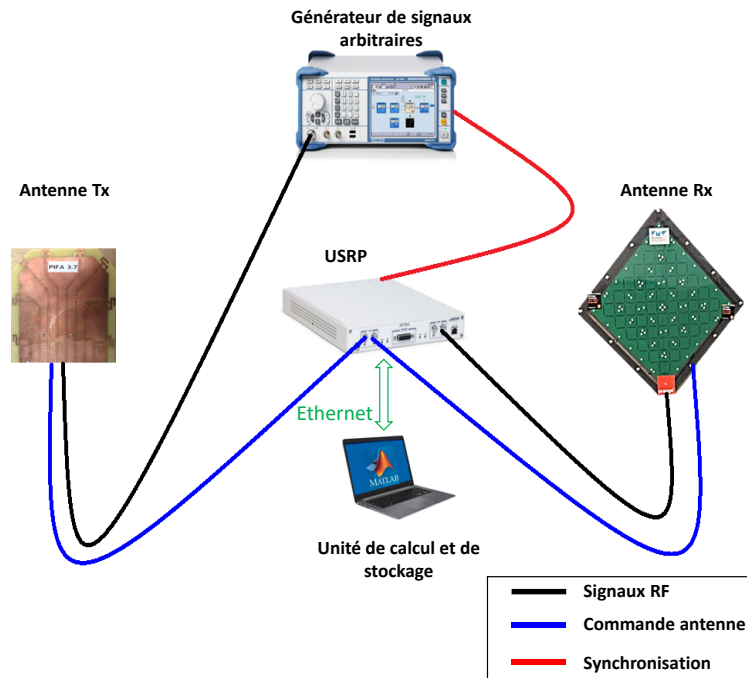 Générateur de signaux
arbitraires
Antenne Tx
Antenne Rx
PIFA 3.7
USRP
Ethernet
MATLAB
Unité de calcul et de
stockage
Signaux RF
Commande antenne
Synchronisation